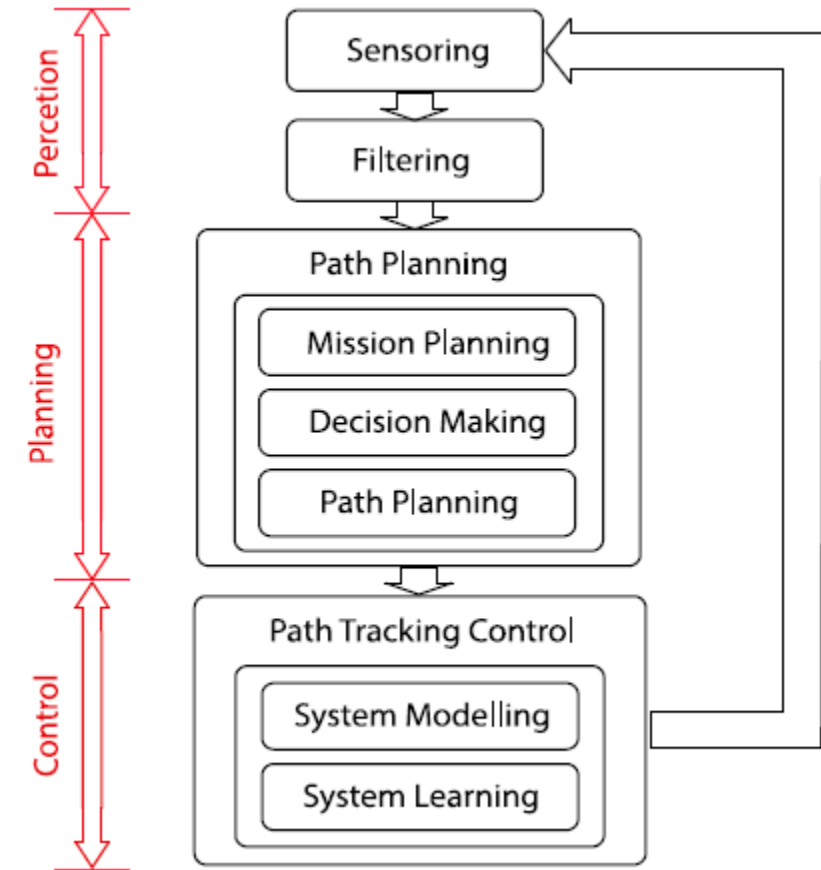 Percetion
Sensoring
Filtering
Planning
Path Planning
Mission Planning
Decision Making
Path Planning
Control
Path Tracking Control
System Modelling
System Learning